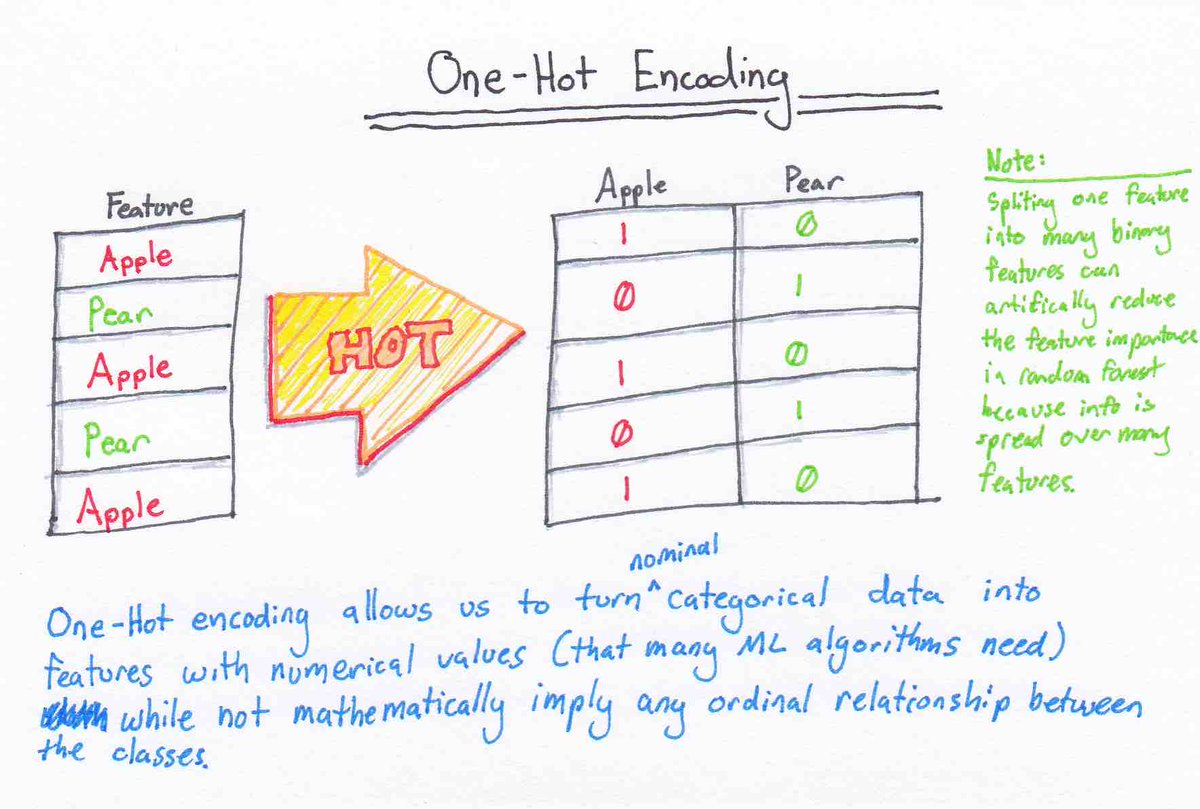 One-Hot Encoding
Feature
Apple
Pear
Apple
Pear
Apple
HOT
Apple Pear
1 0
0 1
1 0
0 1
1 0
Note:
Spliting one feature
into many binary
features can
artifically reduce
the feature importance
in random forest
because info is
spread over many
features.
nominal
One-Hot encoding allows us to turn ^ categorical data into
features with numerical values (that many ML algorithms need)
while not mathematically imply any ordinal relationship between
the classes.